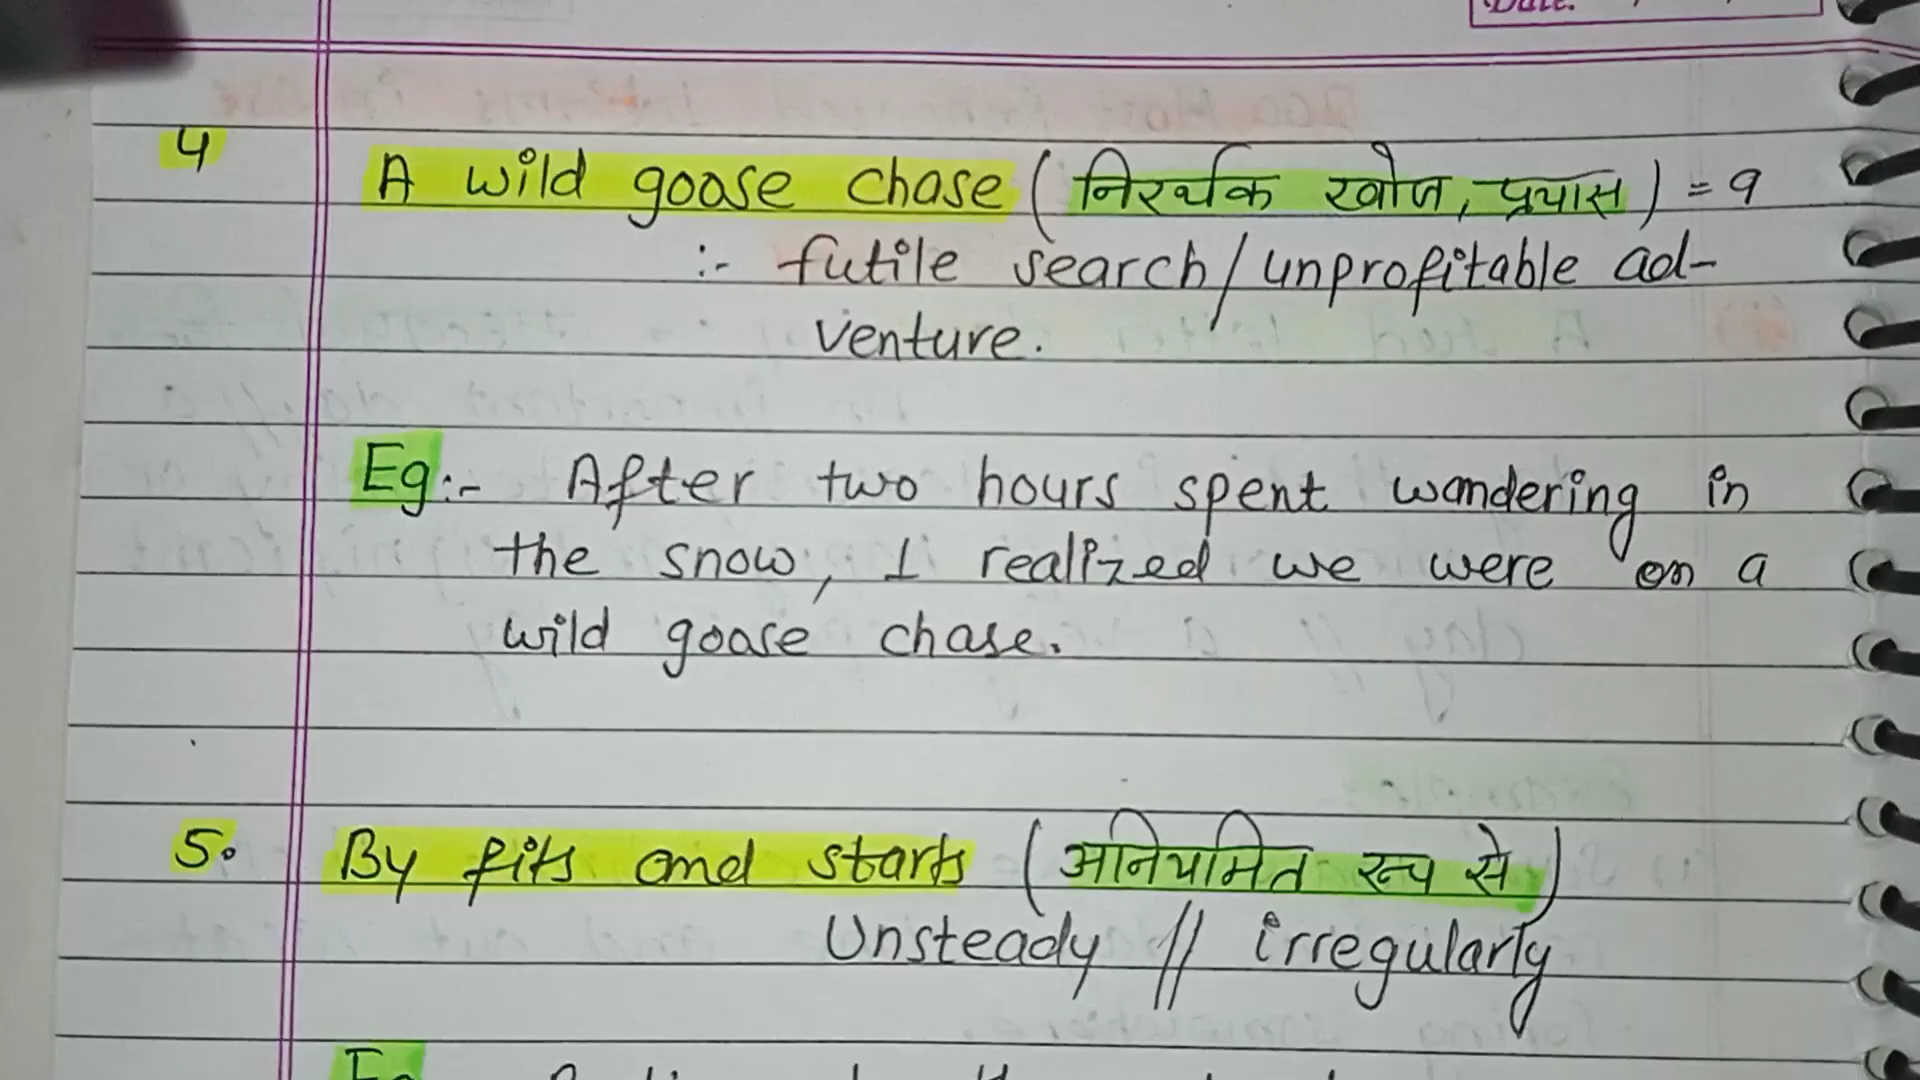 Date.
4 A wild goose chase (निरर्थक खोज, प्रयास) = 9
:- futile search/unprofitable ad-
venture.
Eg:- After two hours spent wandering in
the snow, I realized we were on a
wild goose chase.
5. By fits and starts (अनियमित रूप से)
Unsteady // irregularly
Eg